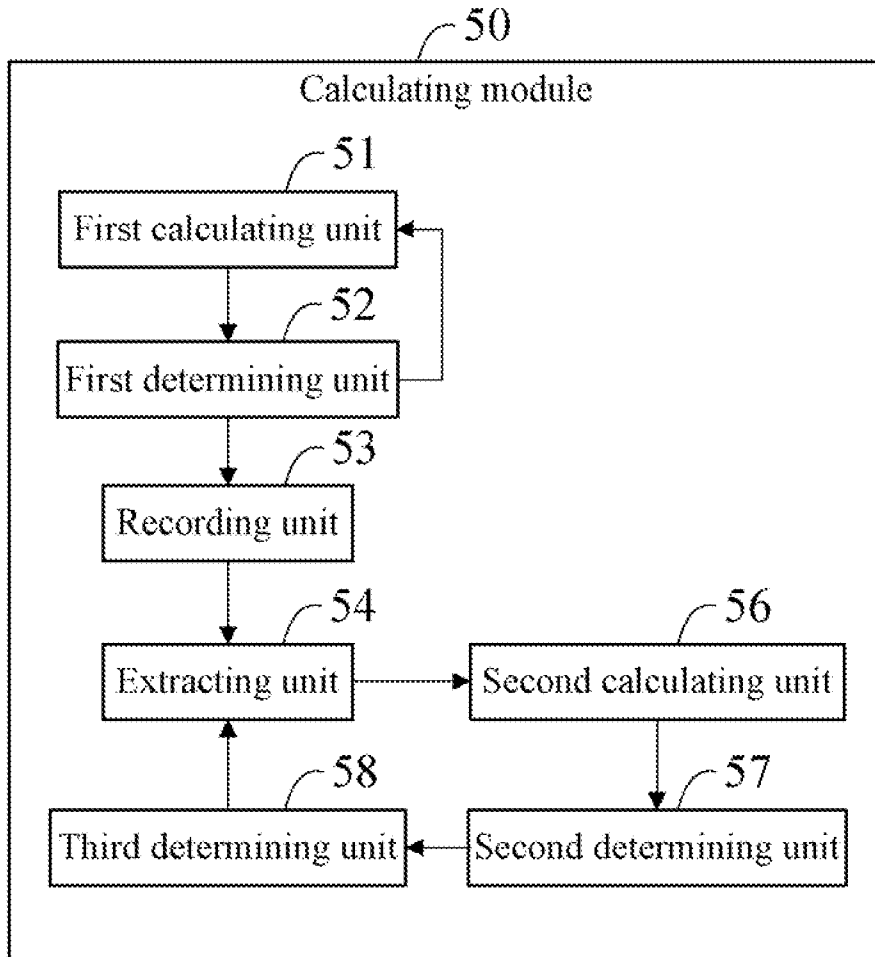 50
Calculating module
51
First calculating unit
52
First determining unit
53
Recording unit
54
Extracting unit
56
Second calculating unit
58
Third determining unit
57
Second determining unit